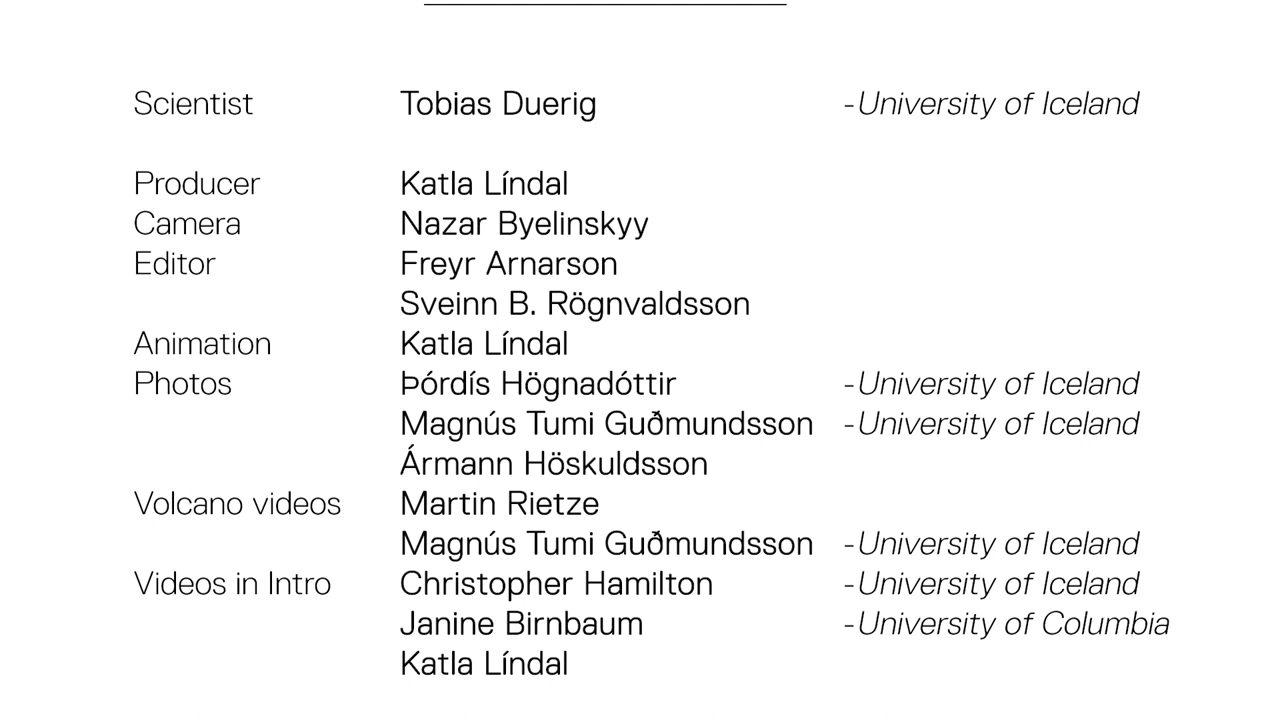 Scientist Tobias Duerig -University of Iceland
Producer Katla Líndal
Camera Nazar Byelinskyy
Editor Freyr Arnarson
Sveinn B. Rögnvaldsson
Animation Katla Líndal
Photos Þórdís Högnadóttir -University of Iceland
Magnús Tumi Guðmundsson -University of Iceland
Ármann Höskuldsson
Volcano videos Martin Rietze
Magnús Tumi Guðmundsson -University of Iceland
Videos in Intro Christopher Hamilton -University of Iceland
Janine Birnbaum -University of Columbia
Katla Líndal